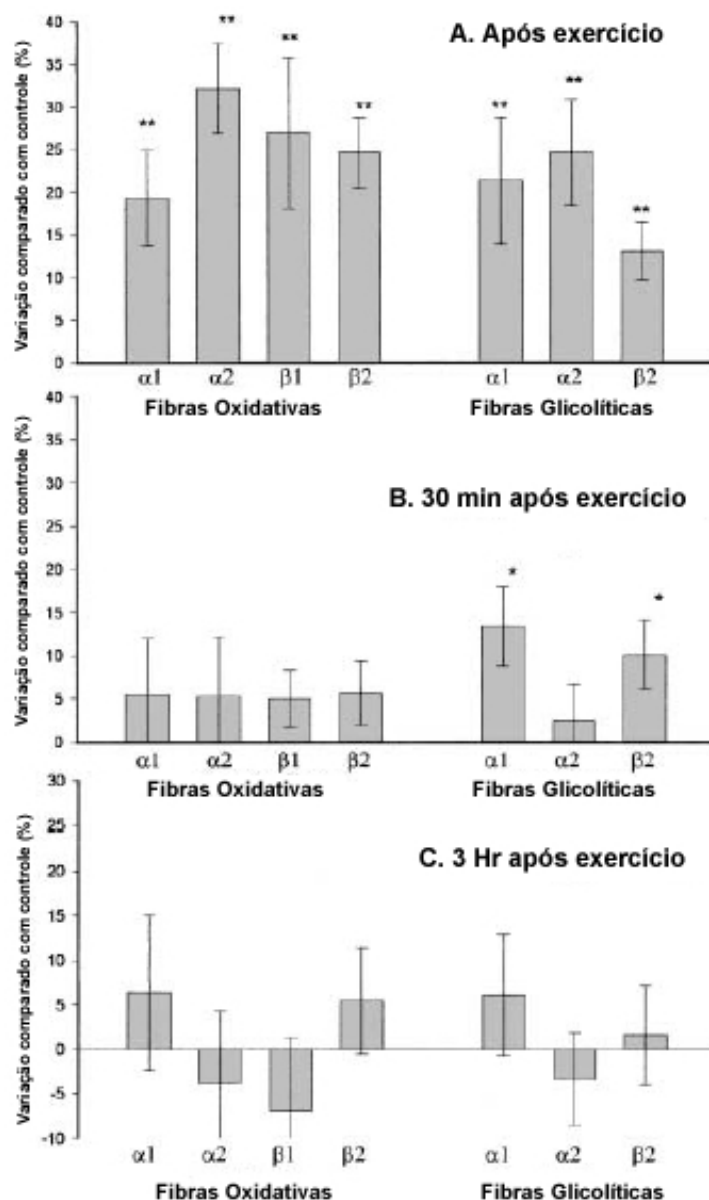 A. Após exercício
Variação comparado com controle (%)
40
35
30
25
20
15
10
5
0
** ** ** ** ** ** **
α1 α2 β1 β2 α1 α2 β2
Fibras Oxidativas Fibras Glicolíticas
B. 30 min após exercício
Variação comparado com controle (%)
40
35
30
25
20
15
10
5
0
* *
α1 α2 β1 β2 α1 α2 β2
Fibras Oxidativas Fibras Glicolíticas
C. 3 Hr após exercício
Variação comparado com controle (%)
30
25
20
15
10
5
0
-5
-10
α1 α2 β1 β2 α1 α2 β2
Fibras Oxidativas Fibras Glicolíticas